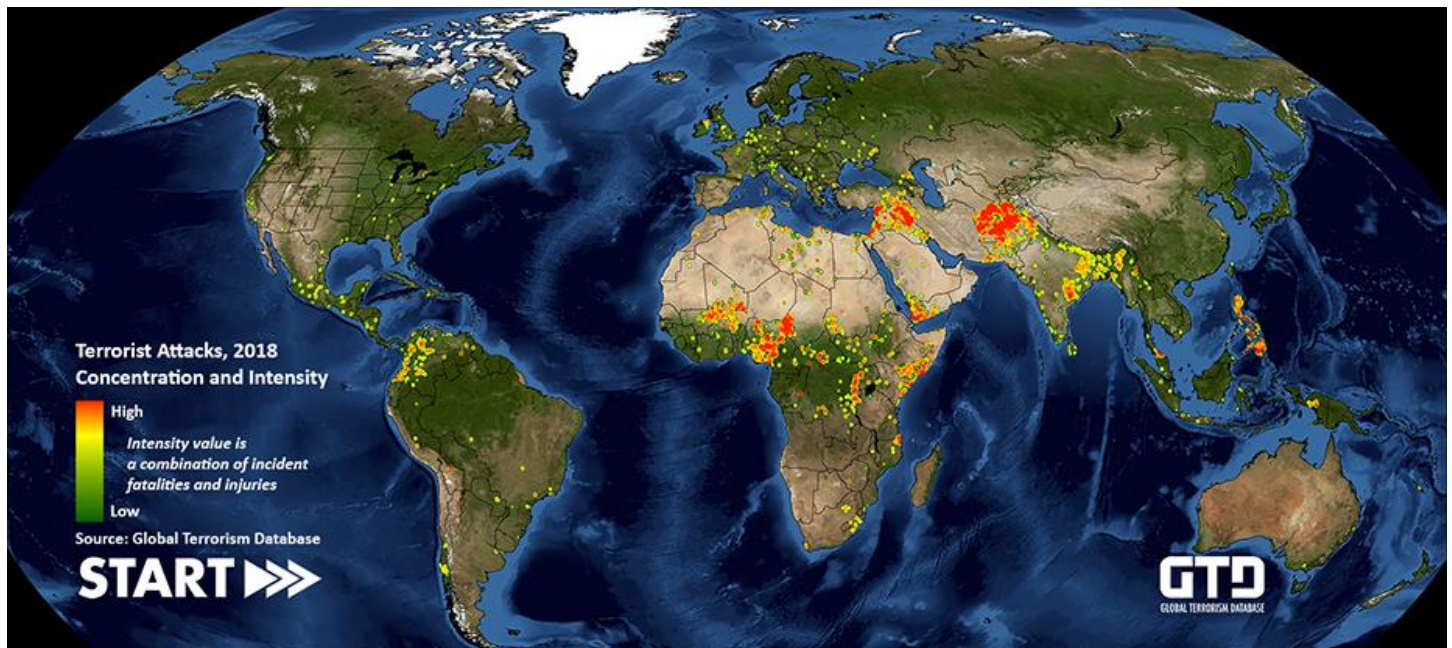 Terrorist Attacks, 2018
Concentration and Intensity
High
Intensity value is
a combination of incident
fatalities and injuries
Low
Source: Global Terrorism Database
START
GTD
GLOBAL TERRORISM DATABASE